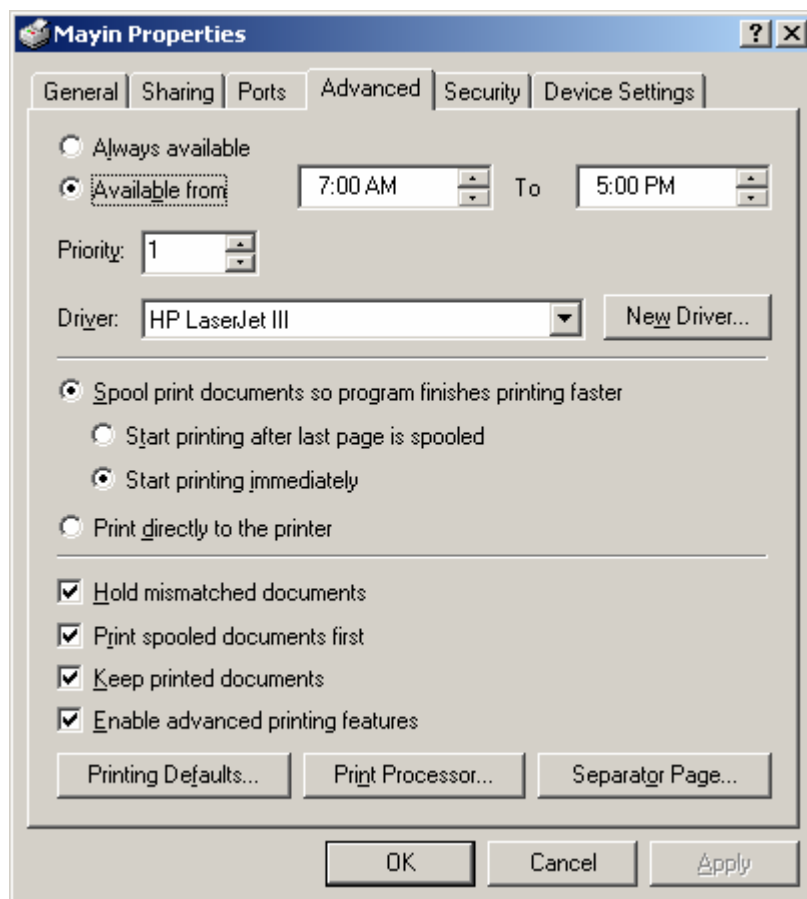 Mayin Properties
General Sharing Ports Advanced Security Device Settings
Always available
Available from 7:00 AM To 5:00 PM
Priority: 1
Driver: HP LaserJet III New Driver...
Spool print documents so program finishes printing faster
Start printing after last page is spooled
Start printing immediately
Print directly to the printer
Hold mismatched documents
Print spooled documents first
Keep printed documents
Enable advanced printing features
Printing Defaults... Print Processor... Separator Page...
OK Cancel Apply